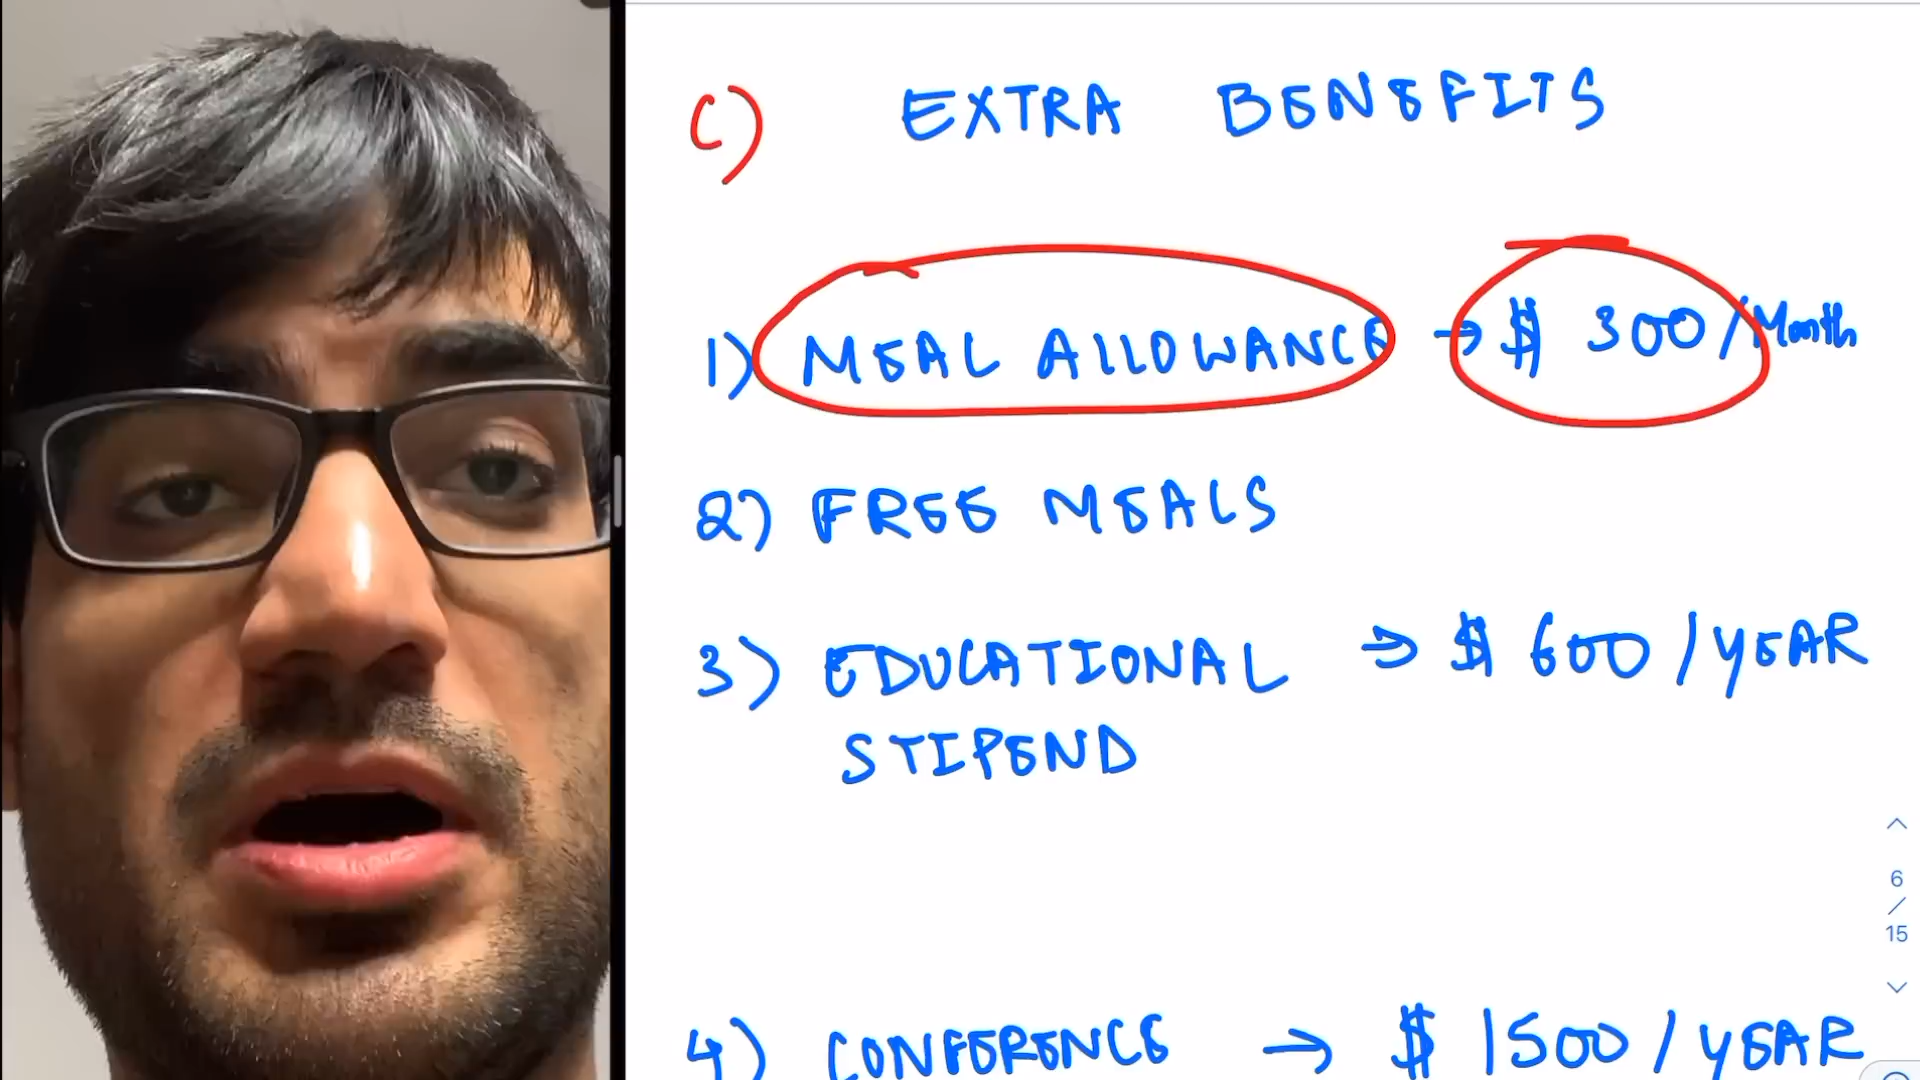 C) EXTRA BENEFITS
1) MEAL ALLOWANCE → $ 300/Month
2) FREE MEALS
3) EDUCATIONAL → $ 600/YEAR
STIPEND
4) CONFERENCE → $ 1500/YEAR
6
/
15